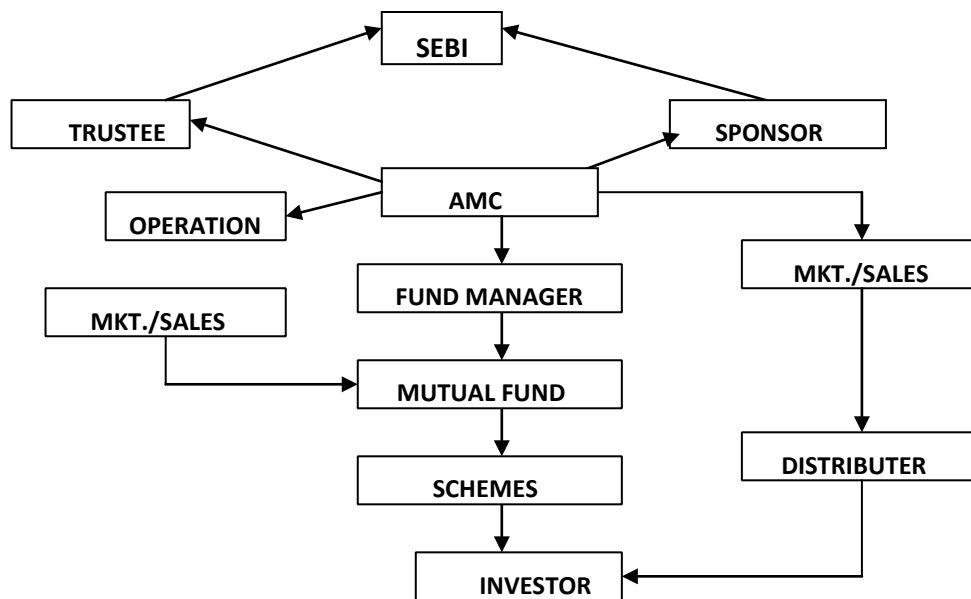 SEBI
TRUSTEE
SPONSOR
AMC
OPERATION
MKT./SALES
FUND MANAGER
MKT./SALES
MUTUAL FUND
DISTRIBUTER
SCHEMES
INVESTOR